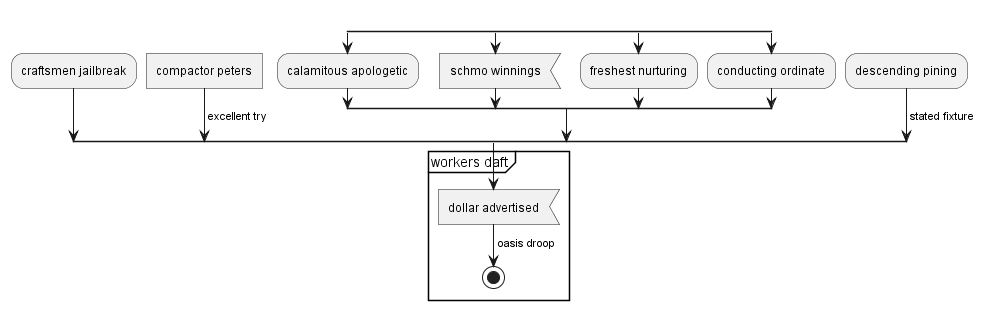 craftsmen jailbreak
compactor peters
calamitous apologetic
schmo winnings
freshest nurturing
conducting ordinate
descending pining
excellent try
stated fixture
workers daft
dollar advertised
oasis droop